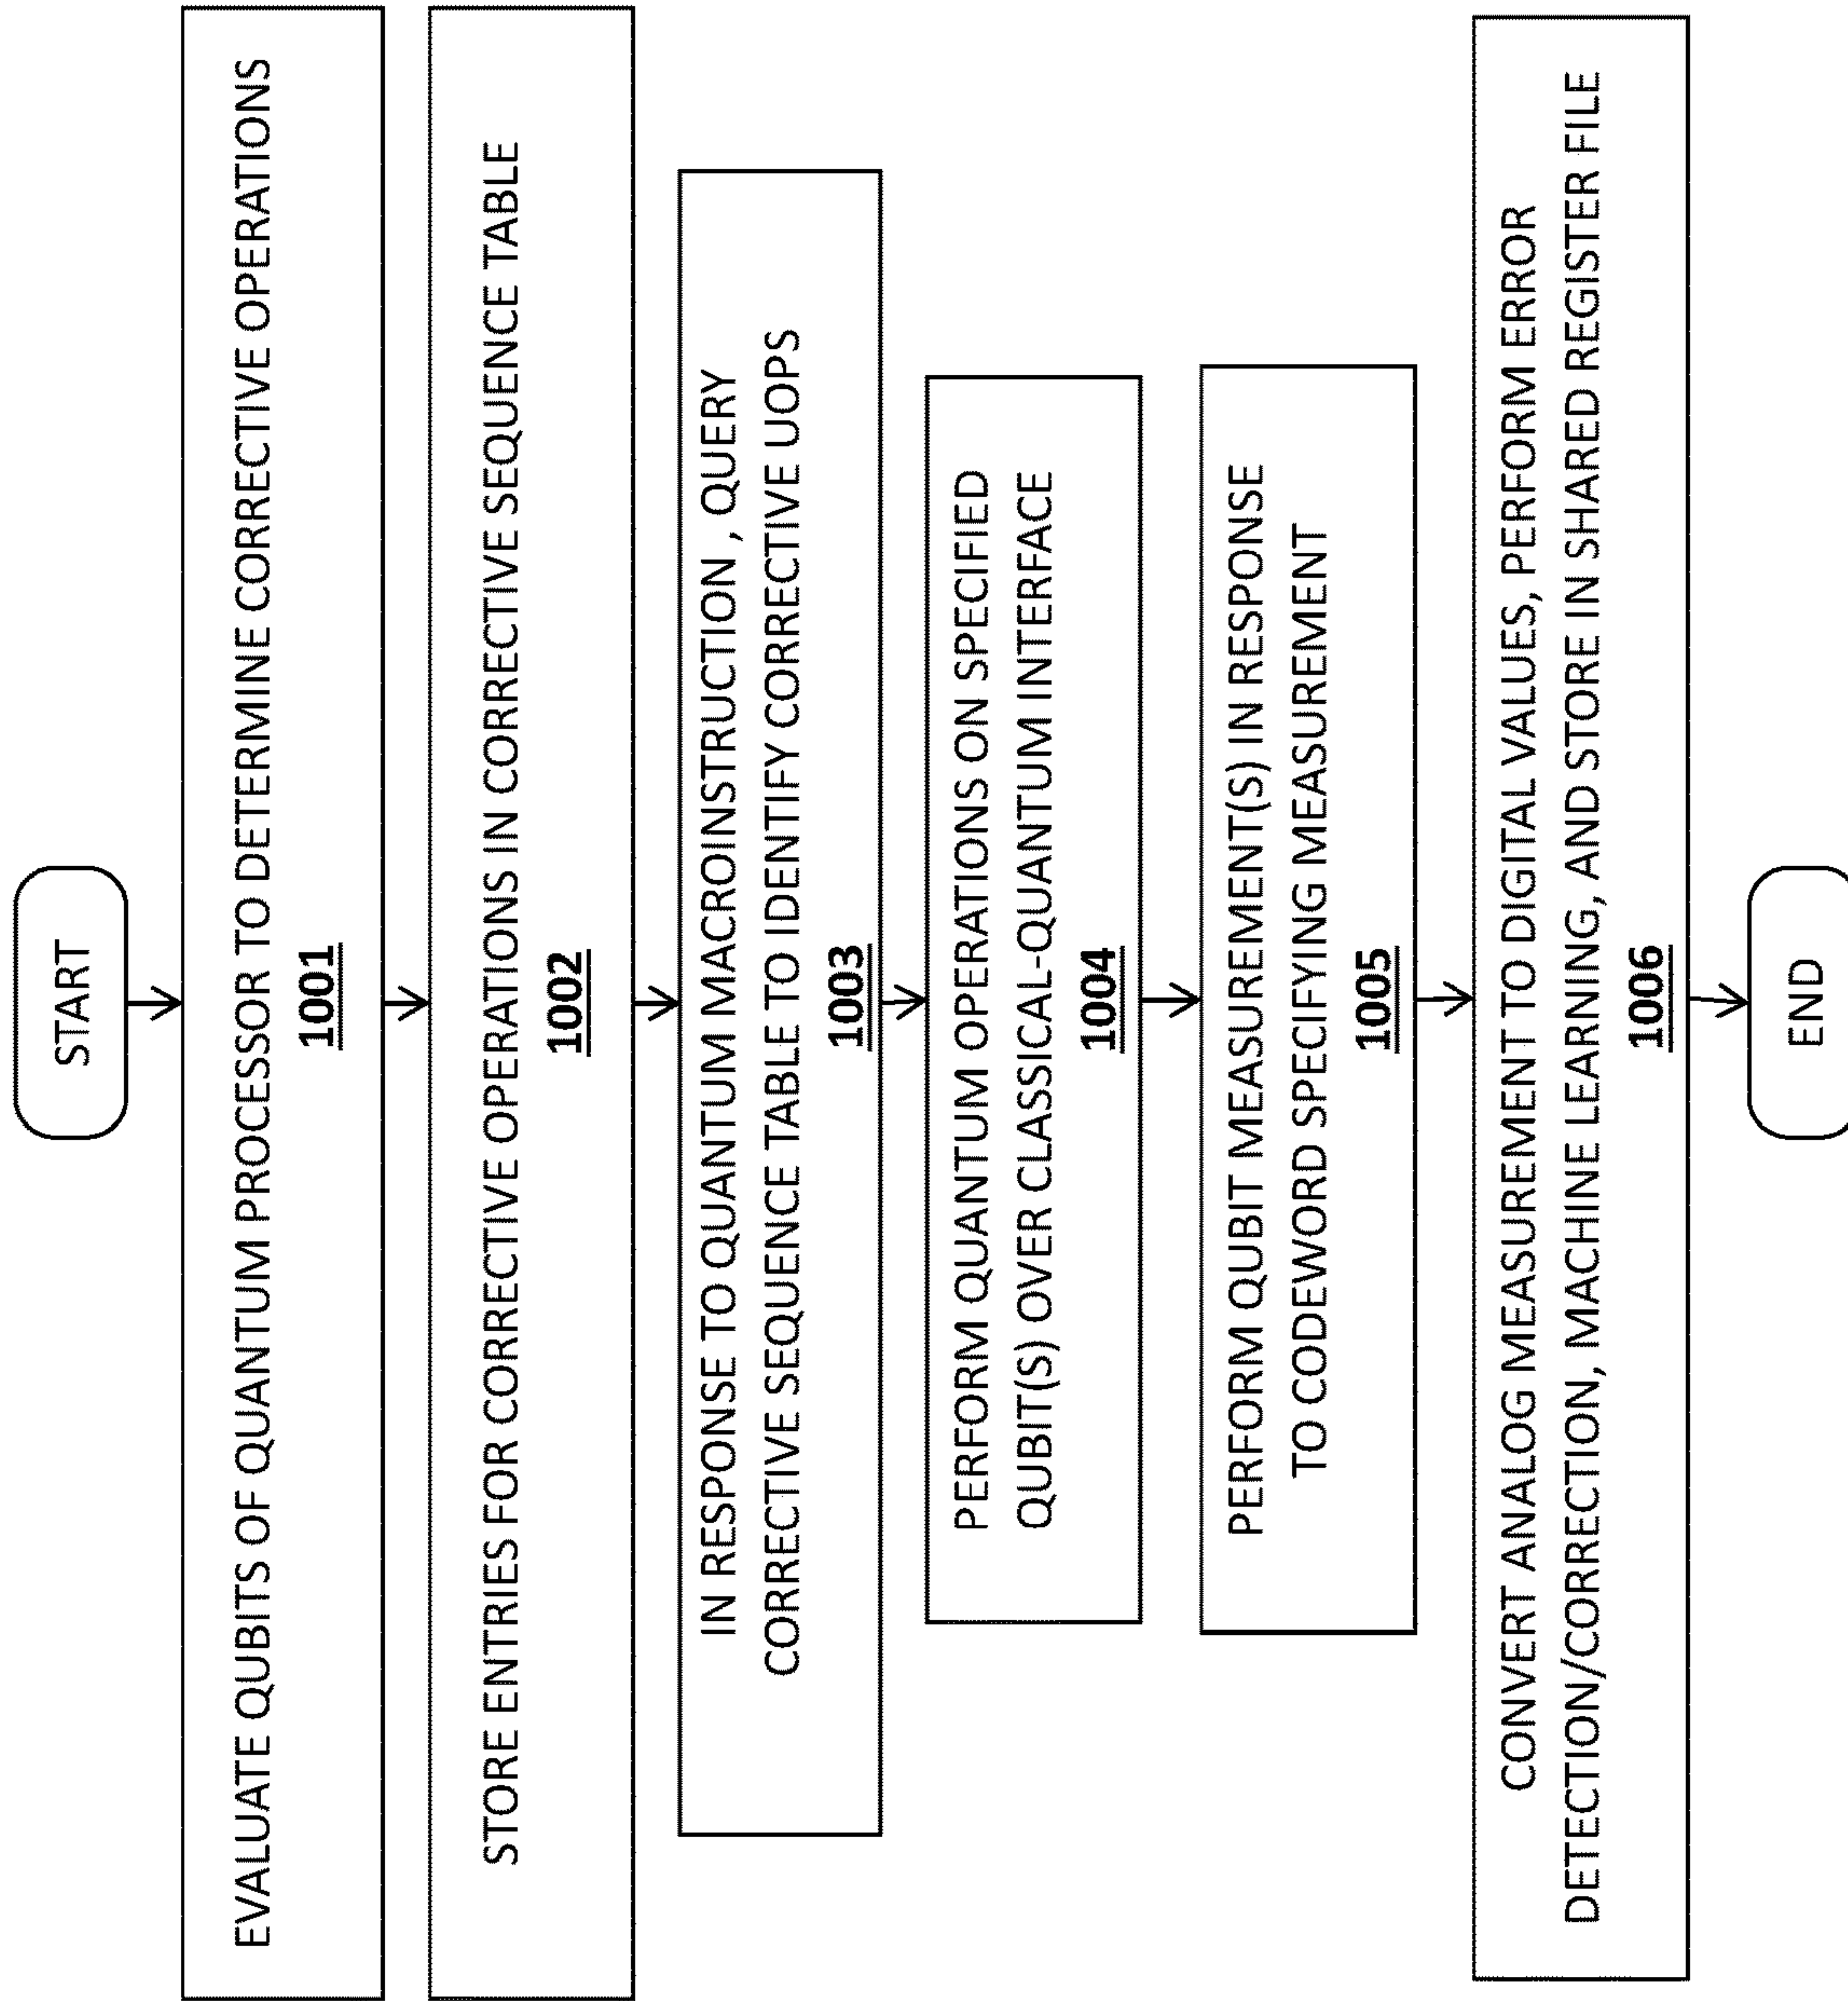 START
EVALUATE QUBITS OF QUANTUM PROCESSOR TO DETERMINE CORRECTIVE OPERATIONS
1001
STORE ENTRIES FOR CORRECTIVE OPERATIONS IN CORRECTIVE SEQUENCE TABLE
1002
IN RESPONSE TO QUANTUM MACROINSTRUCTION , QUERY
CORRECTIVE SEQUENCE TABLE TO IDENTIFY CORRECTIVE UOPS
1003
PERFORM QUANTUM OPERATIONS ON SPECIFIED
QUBIT(S) OVER CLASSICAL-QUANTUM INTERFACE
1004
PERFORM QUBIT MEASUREMENT(S) IN RESPONSE
TO CODEWORD SPECIFYING MEASUREMENT
1005
CONVERT ANALOG MEASUREMENT TO DIGITAL VALUES, PERFORM ERROR
DETECTION/CORRECTION, MACHINE LEARNING, AND STORE IN SHARED REGISTER FILE
1006
END